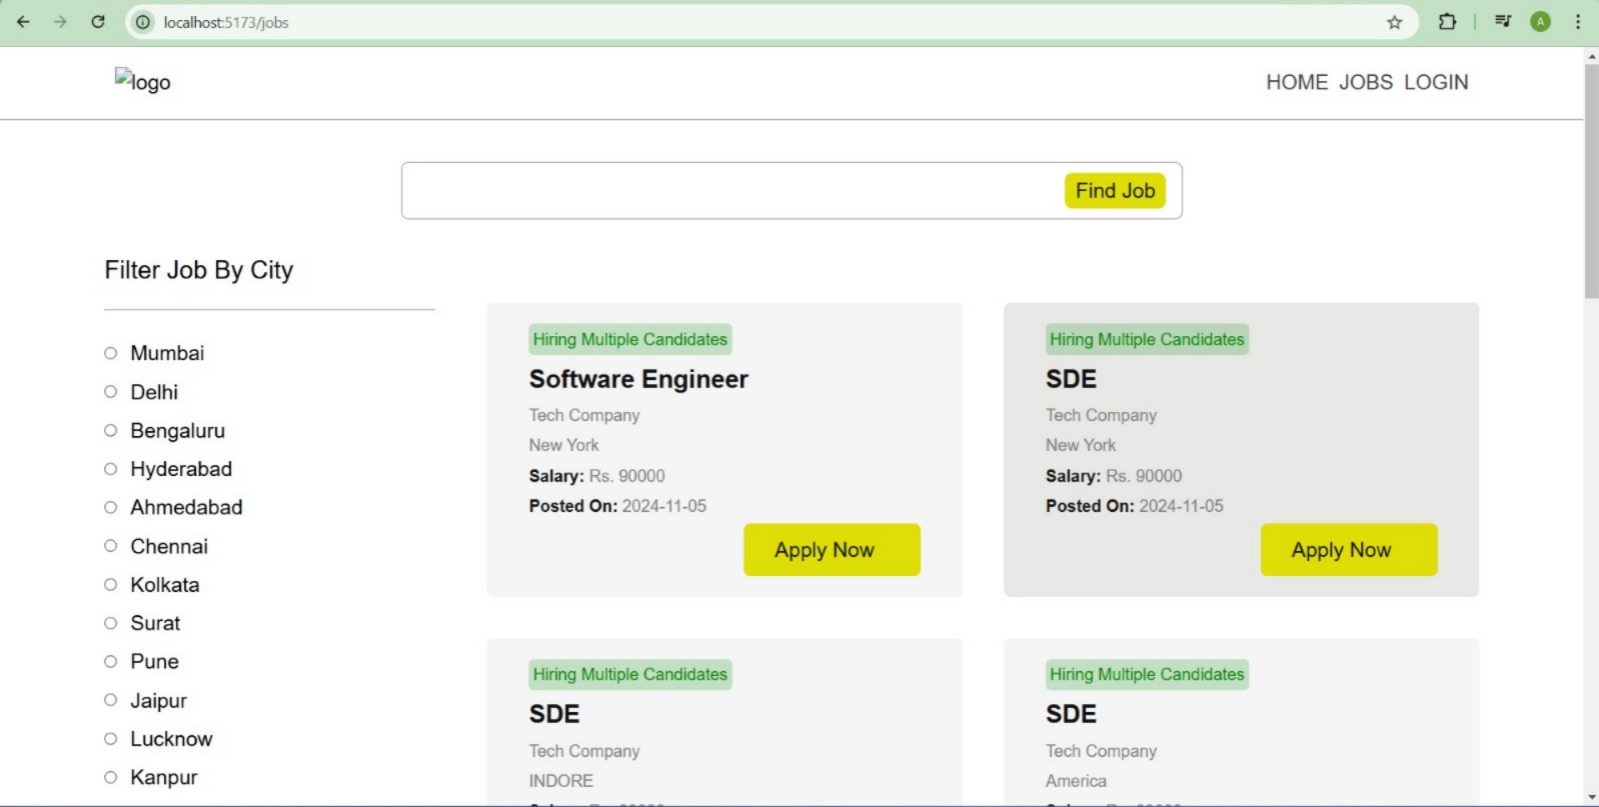 localhost:5173/jobs
A
logo
HOME JOBS LOGIN
Find Job
Filter Job By City
Mumbai
Delhi
Bengaluru
Hyderabad
Ahmedabad
Chennai
Kolkata
Surat
Pune
Jaipur
Lucknow
Kanpur
Hiring Multiple Candidates
Software Engineer
Tech Company
New York
Salary: Rs. 90000
Posted On: 2024-11-05
Apply Now
Hiring Multiple Candidates
SDE
Tech Company
New York
Salary: Rs. 90000
Posted On: 2024-11-05
Apply Now
Hiring Multiple Candidates
SDE
Tech Company
INDORE
Hiring Multiple Candidates
SDE
Tech Company
America